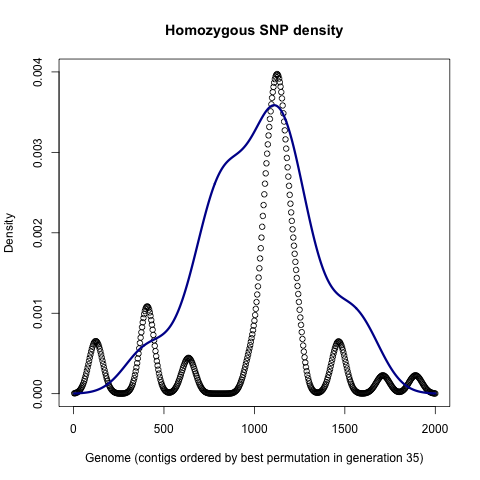 Homozygous SNP density
Density
0.004
0.003
0.002
0.001
0.000
0 500 1000 1500 2000
Genome (contigs ordered by best permutation in generation 35)